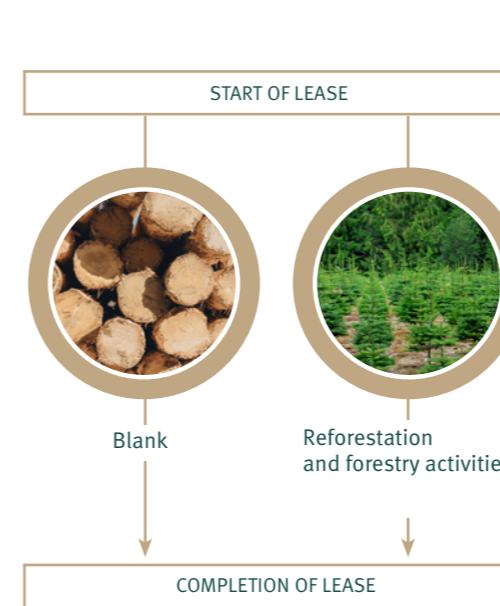 START OF LEASE
Blank
Reforestation
and forestry activitie
COMPLETION OF LEASE